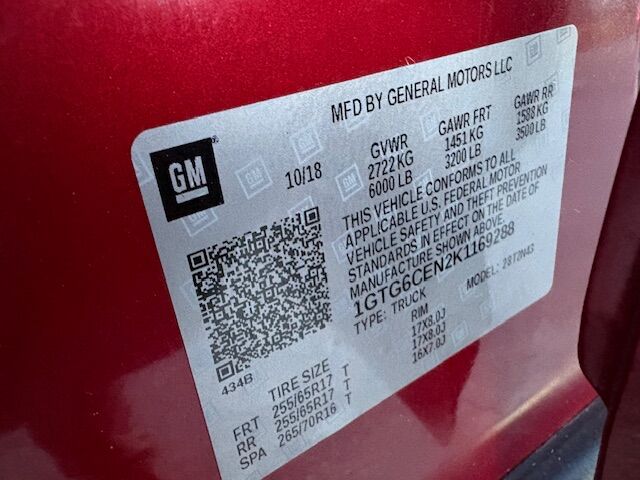 MFD BY GENERAL MOTORS LLC
GM
10/18
GVWR GAWR FRT GAWR RR
2722 KG 1451 KG 1588 KG
6000 LB 3200 LB 3500 LB
THIS VEHICLE CONFORMS TO ALL
APPLICABLE U.S. FEDERAL MOTOR
VEHICLE SAFETY AND THEFT PREVENTION
STANDARDS IN EFFECT ON THE DATE OF
MANUFACTURE SHOWN ABOVE.
1GTG6CEN2K1169288
TYPE: TRUCK MODEL: 28T2N43
434B
TIRE SIZE RIM
FRT 255/65R17 T 17X8.0J
RR 255/65R17 T 17X8.0J
SPA 265/70R16 T 16X7.0J